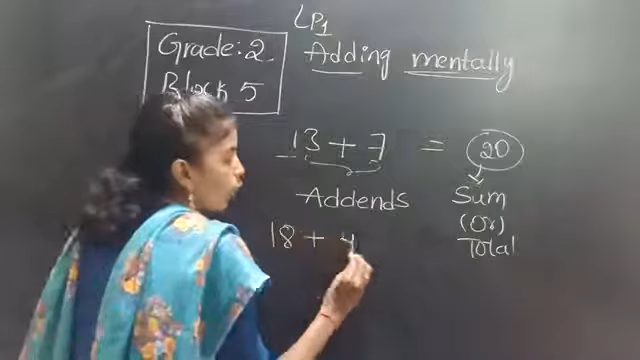 LP1
Grade:2
Adding mentally
Block 5
13 + 7 = 20
Addends
Sum
(Or)
Total
18 + 4